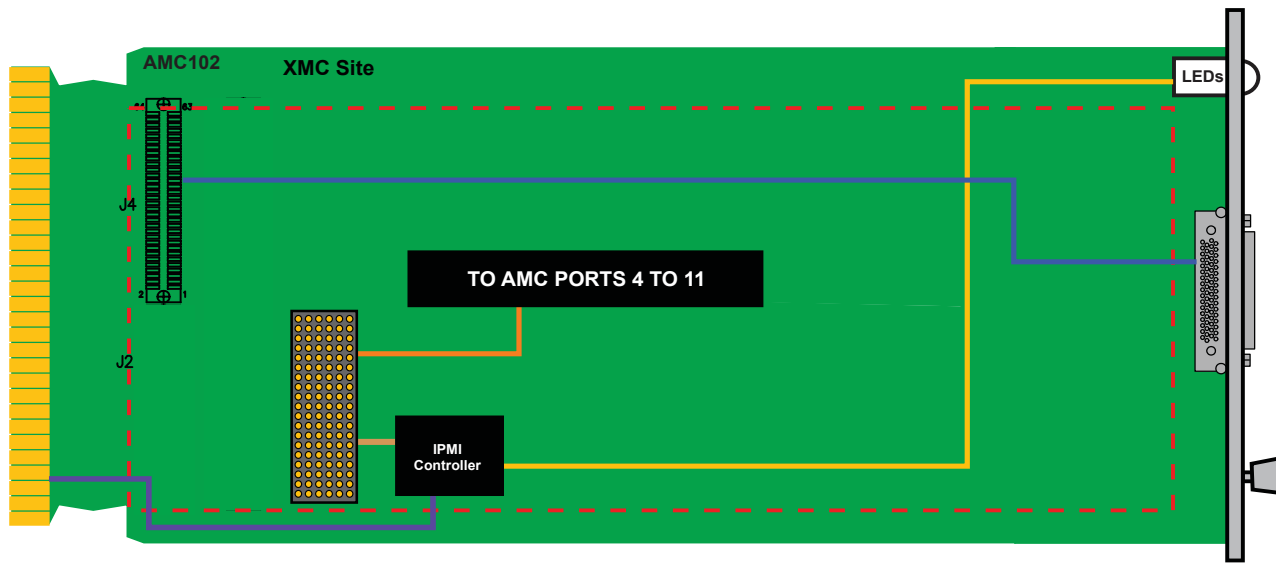 AMC102
XMC Site
LEDs
63
J4
2
1
TO AMC PORTS 4 TO 11
J2
IPMI
Controller